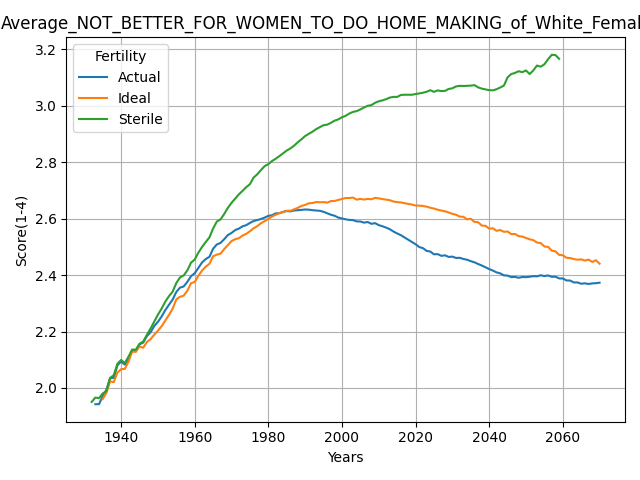 Average_NOT_BETTER_FOR_WOMEN_TO_DO_HOME_MAKING_of_White_Femal
Fertility
Actual
Ideal
Sterile
Score(1-4)
3.2
3.0
2.8
2.6
2.4
2.2
2.0
1940 1960 1980 2000 2020 2040 2060
Years